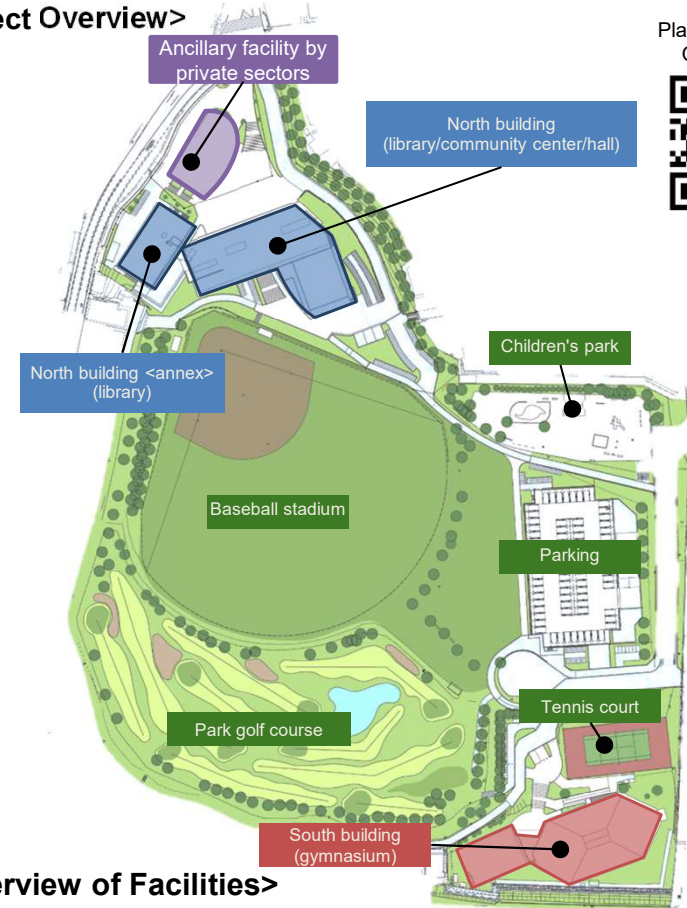 ect Overview>
Pla
Ancillary facility by
private sectors
North building
(library/community center/hall)
Children's park
North building <annex>
(library)
Baseball stadium
Parking
Tennis court
Park golf course
South building
(gymnasium)
erview of Facilities>